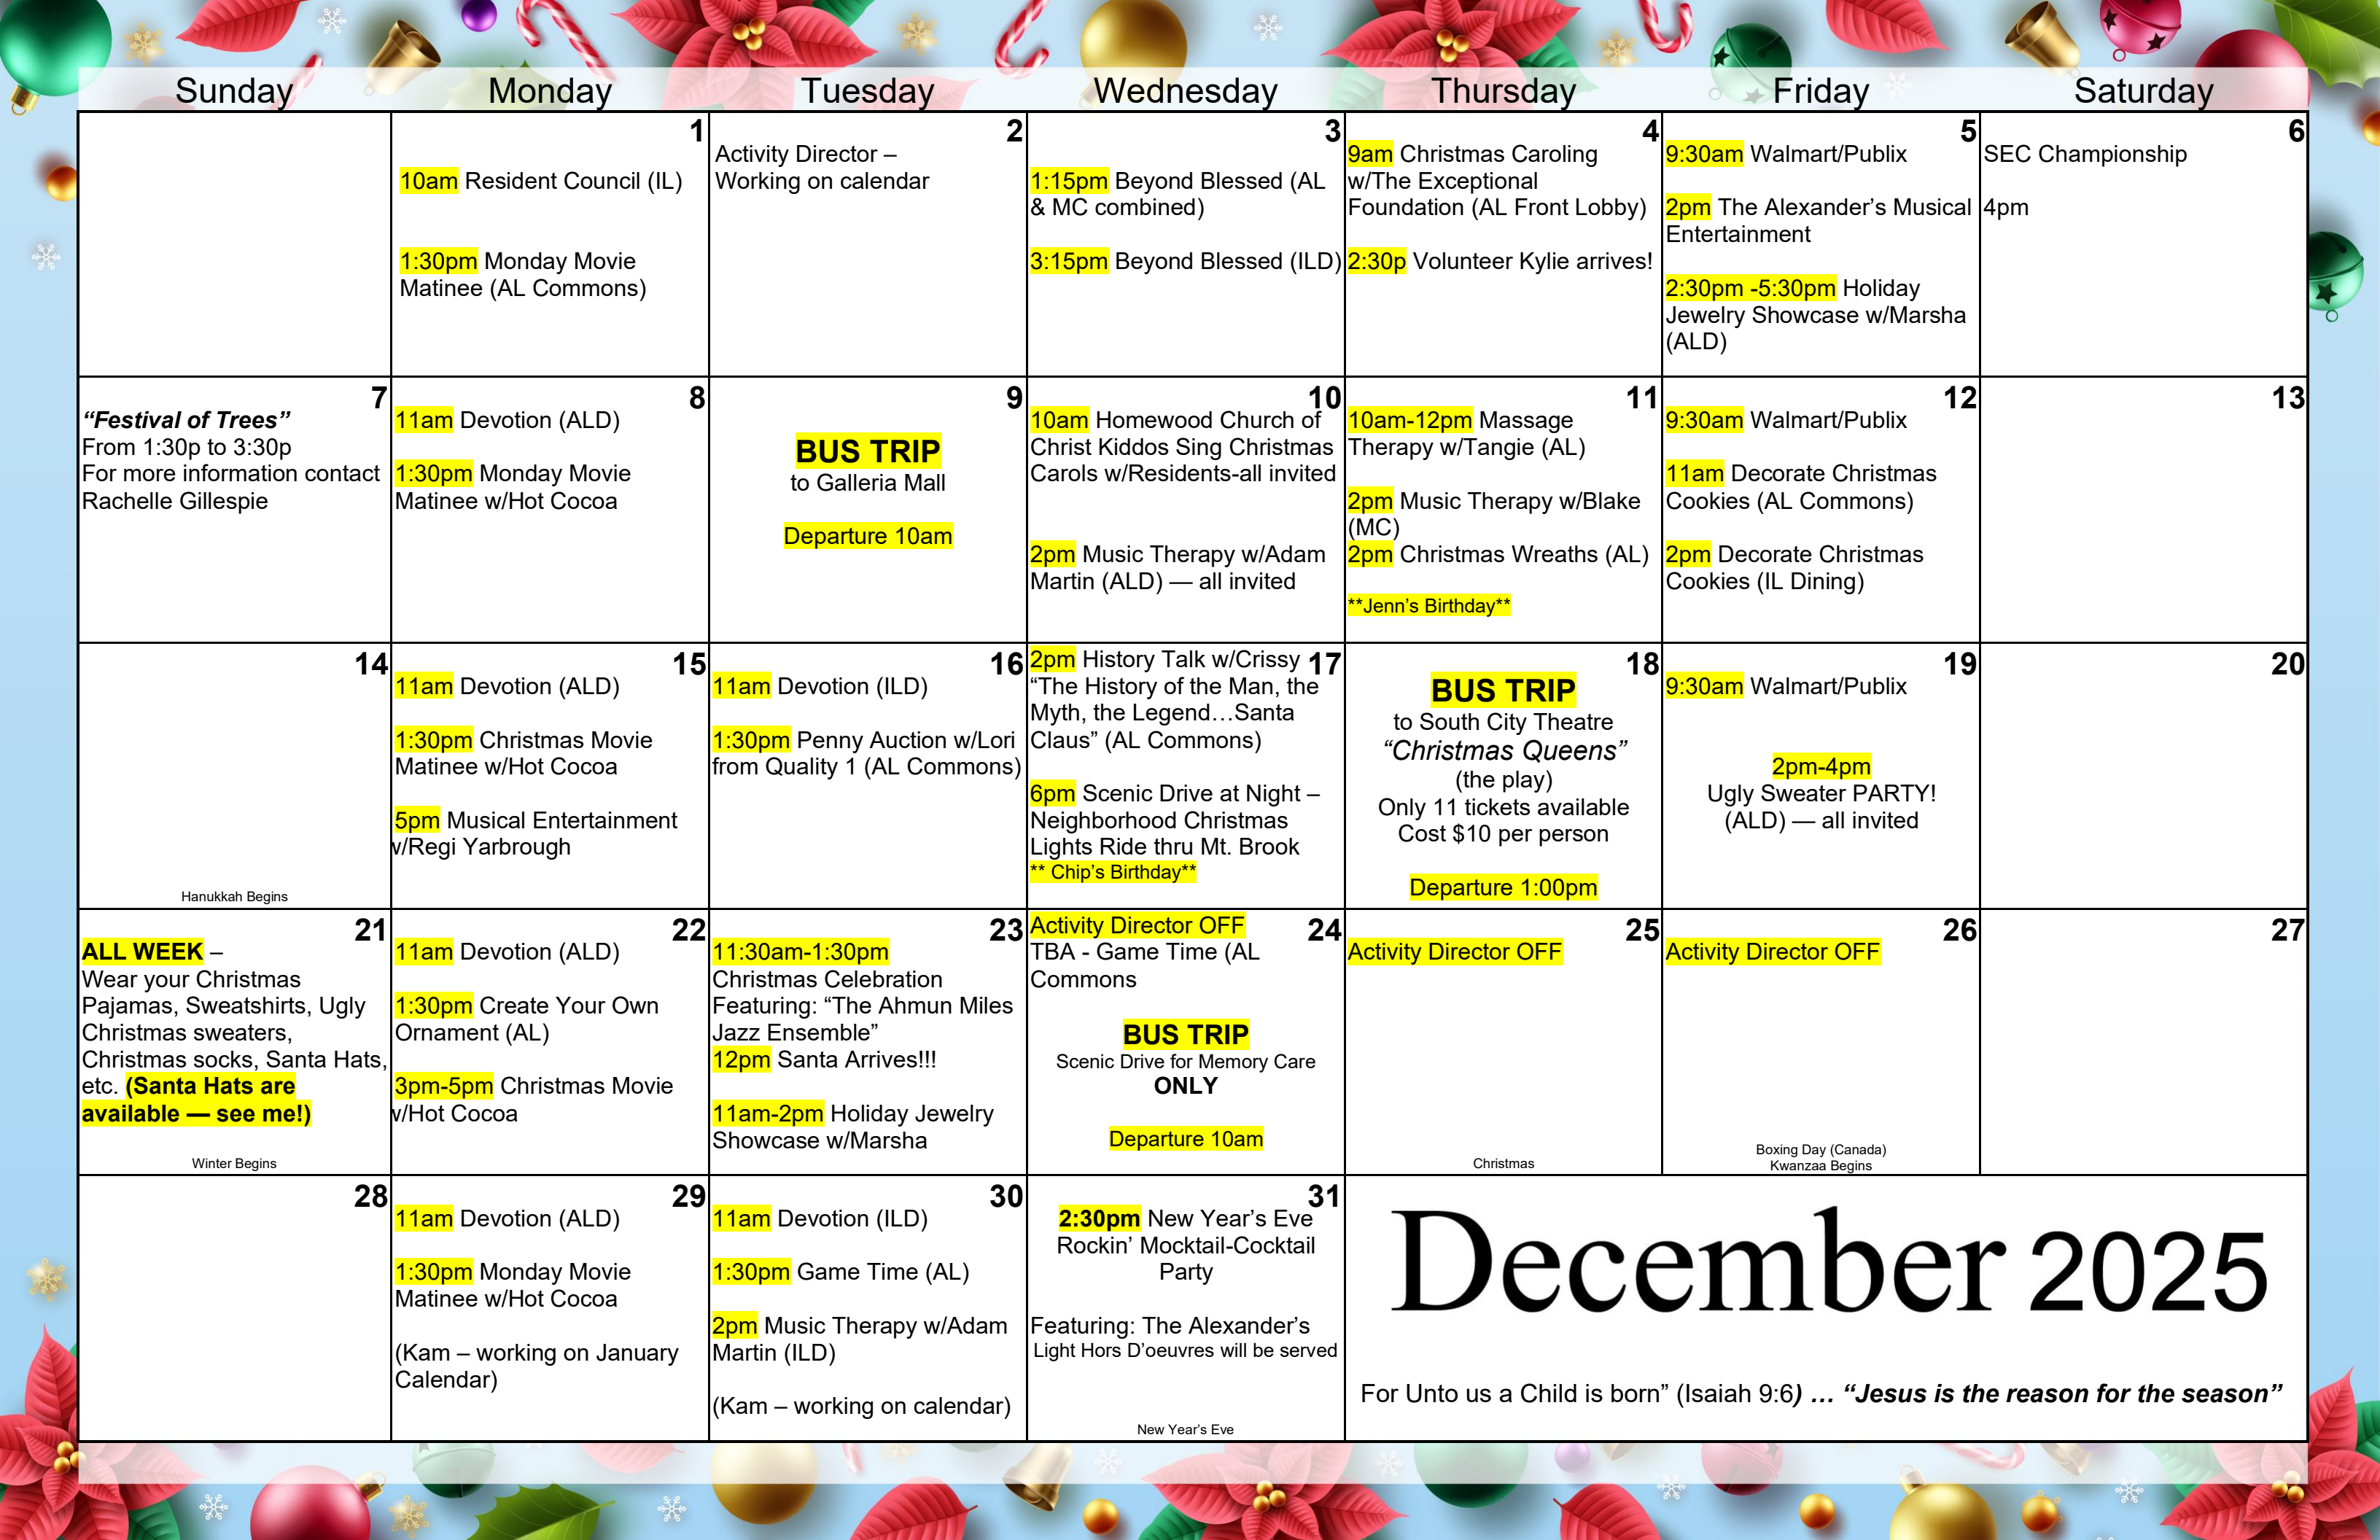 Sunday Monday Tuesday Wednesday Thursday Friday Saturday
1
10am Resident Council (IL)
1:30pm Monday Movie
Matinee (AL Commons)
2
Activity Director –
Working on calendar
3
1:15pm Beyond Blessed (AL
& MC combined)
3:15pm Beyond Blessed (ILD)
4
9am Christmas Caroling
w/The Exceptional
Foundation (AL Front Lobby)
2:30p Volunteer Kylie arrives!
5
9:30am Walmart/Publix
2pm The Alexander’s Musical
Entertainment
2:30pm -5:30pm Holiday
Jewelry Showcase w/Marsha
(ALD)
6
SEC Championship
4pm
7
“Festival of Trees”
From 1:30p to 3:30p
For more information contact
Rachelle Gillespie
8
11am Devotion (ALD)
1:30pm Monday Movie
Matinee w/Hot Cocoa
9
BUS TRIP
to Galleria Mall
Departure 10am
10
10am Homewood Church of
Christ Kiddos Sing Christmas
Carols w/Residents-all invited
2pm Music Therapy w/Adam
Martin (ALD) — all invited
11
10am-12pm Massage
Therapy w/Tangie (AL)
2pm Music Therapy w/Blake
(MC)
2pm Christmas Wreaths (AL)
**Jenn’s Birthday**
12
9:30am Walmart/Publix
11am Decorate Christmas
Cookies (AL Commons)
2pm Decorate Christmas
Cookies (IL Dining)
13
14
Hanukkah Begins
15
11am Devotion (ALD)
1:30pm Christmas Movie
Matinee w/Hot Cocoa
5pm Musical Entertainment
w/Regi Yarbrough
16
11am Devotion (ILD)
1:30pm Penny Auction w/Lori
from Quality 1 (AL Commons)
17
2pm History Talk w/Crissy
“The History of the Man, the
Myth, the Legend…Santa
Claus” (AL Commons)
6pm Scenic Drive at Night –
Neighborhood Christmas
Lights Ride thru Mt. Brook
** Chip’s Birthday**
18
BUS TRIP
to South City Theatre
“Christmas Queens”
(the play)
Only 11 tickets available
Cost $10 per person
Departure 1:00pm
19
9:30am Walmart/Publix
2pm-4pm
Ugly Sweater PARTY!
(ALD) — all invited
20
21
ALL WEEK –
Wear your Christmas
Pajamas, Sweatshirts, Ugly
Christmas sweaters,
Christmas socks, Santa Hats,
etc. (Santa Hats are
available — see me!)
Winter Begins
22
11am Devotion (ALD)
1:30pm Create Your Own
Ornament (AL)
3pm-5pm Christmas Movie
w/Hot Cocoa
23
11:30am-1:30pm
Christmas Celebration
Featuring: “The Ahmun Miles
Jazz Ensemble”
12pm Santa Arrives!!!
11am-2pm Holiday Jewelry
Showcase w/Marsha
24
Activity Director OFF
TBA - Game Time (AL
Commons
BUS TRIP
Scenic Drive for Memory Care
ONLY
Departure 10am
25
Activity Director OFF
Christmas
26
Activity Director OFF
Boxing Day (Canada)
Kwanzaa Begins
27
28
29
11am Devotion (ALD)
1:30pm Monday Movie
Matinee w/Hot Cocoa
(Kam – working on January
Calendar)
30
11am Devotion (ILD)
1:30pm Game Time (AL)
2pm Music Therapy w/Adam
Martin (ILD)
(Kam – working on calendar)
31
2:30pm New Year’s Eve
Rockin’ Mocktail-Cocktail
Party
Featuring: The Alexander’s
Light Hors D’oeuvres will be served
New Year’s Eve
December 2025
For Unto us a Child is born” (Isaiah 9:6) … “Jesus is the reason for the season”